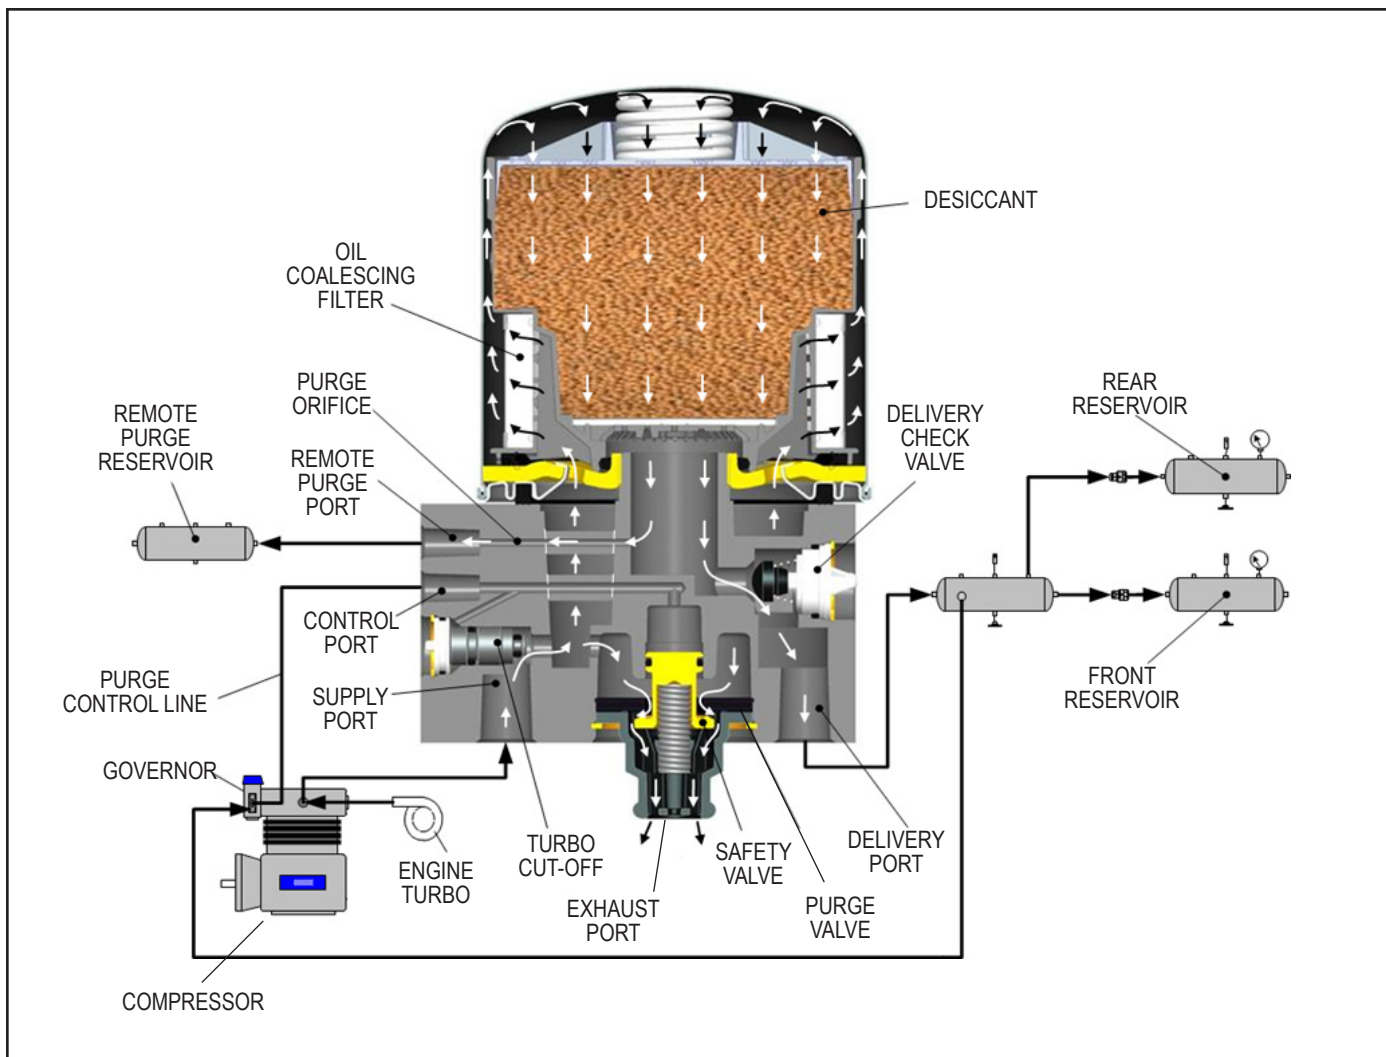 DESICCANT
OIL
COALESCING
FILTER
PURGE
ORIFICE
REMOTE
PURGE
RESERVOIR
REMOTE
PURGE
PORT
DELIVERY
CHECK
VALVE
REAR
RESERVOIR
CONTROL
PORT
PURGE
CONTROL LINE
SUPPLY
PORT
FRONT
RESERVOIR
GOVERNOR
ENGINE
TURBO
TURBO
CUT-OFF
EXHAUST
PORT
SAFETY
VALVE
PURGE
VALVE
DELIVERY
PORT
COMPRESSOR